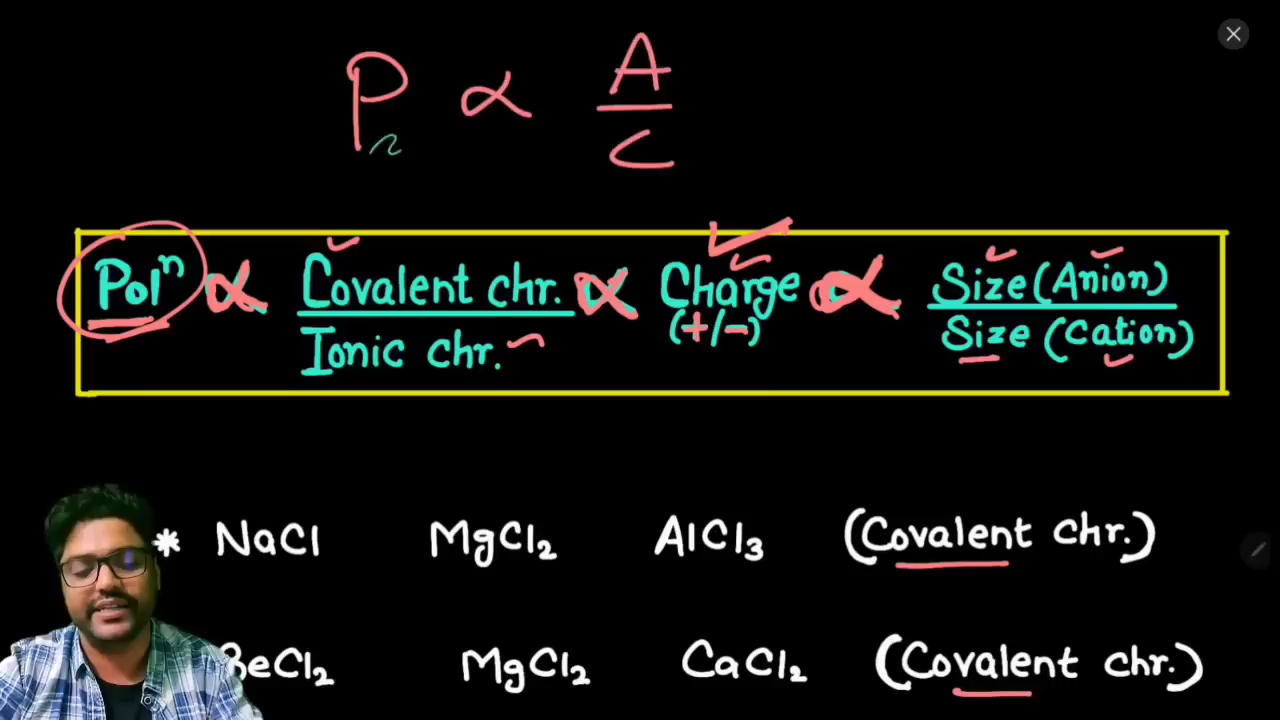 P ∝ A/C
n
Polⁿ ∝ Covalent chr. ∝ Charge ∝ Size (Anion)
Ionic chr. (+/-) Size (Cation)
* NaCl MgCl₂ AlCl₃ (Covalent chr.)
BeCl₂ MgCl₂ CaCl₂ (Covalent chr.)